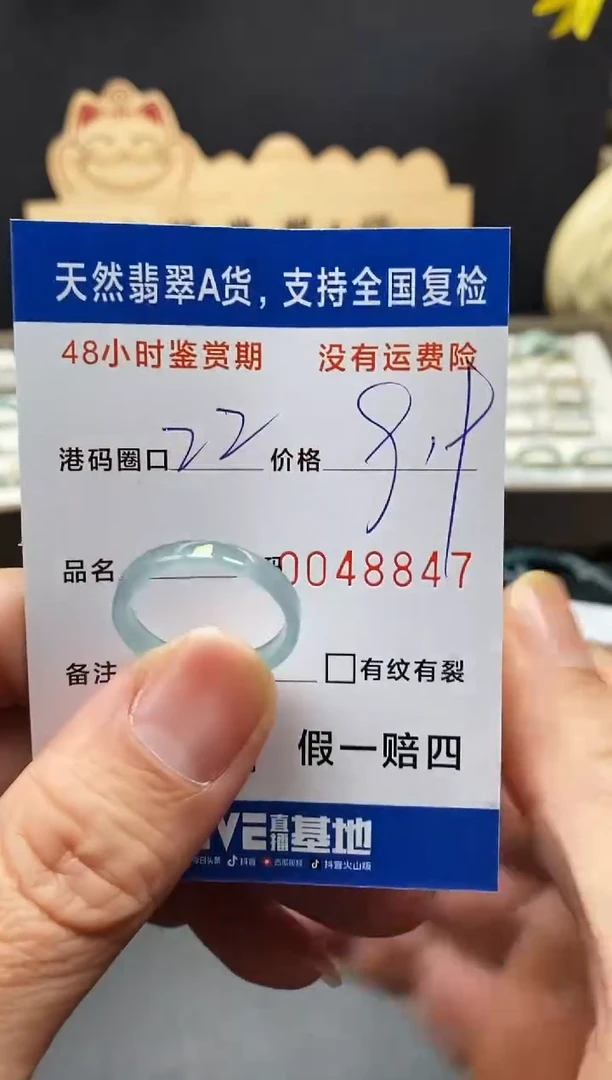 天然翡翠A货，支持全国复检
48小时鉴赏期 没有运费险
港码圈口 22 价格
品名 0048847
备注 有纹有裂
假一赔四
直播基地
抖音 抖音火山版